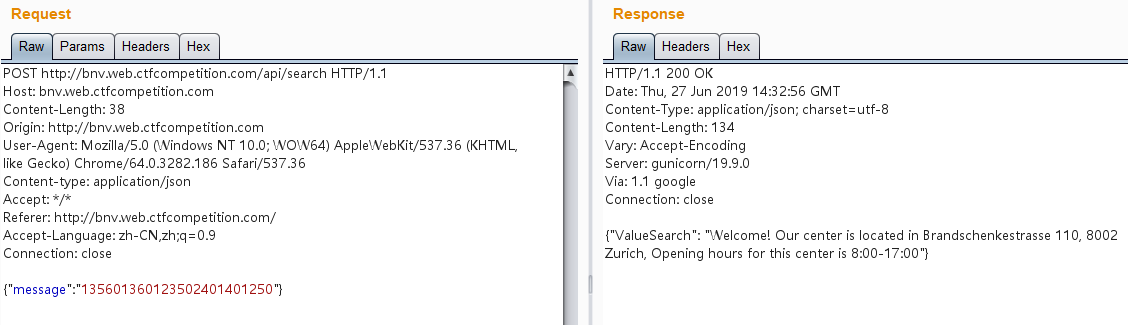 Request
Raw Params Headers Hex
POST http://bnv.web.ctfcompetition.com/api/search HTTP/1.1
Host: bnv.web.ctfcompetition.com
Content-Length: 38
Origin: http://bnv.web.ctfcompetition.com
User-Agent: Mozilla/5.0 (Windows NT 10.0; WOW64) AppleWebKit/537.36 (KHTML,
like Gecko) Chrome/64.0.3282.186 Safari/537.36
Content-type: application/json
Accept: */*
Referer: http://bnv.web.ctfcompetition.com/
Accept-Language: zh-CN,zh;q=0.9
Connection: close
{"message":"135601360123502401401250"}
Response
Raw Headers Hex
HTTP/1.1 200 OK
Date: Thu, 27 Jun 2019 14:32:56 GMT
Content-Type: application/json; charset=utf-8
Content-Length: 134
Vary: Accept-Encoding
Server: gunicorn/19.9.0
Via: 1.1 google
Connection: close
{"ValueSearch": "Welcome! Our center is located in Brandschenkestrasse 110, 8002
Zurich, Opening hours for this center is 8:00-17:00"}